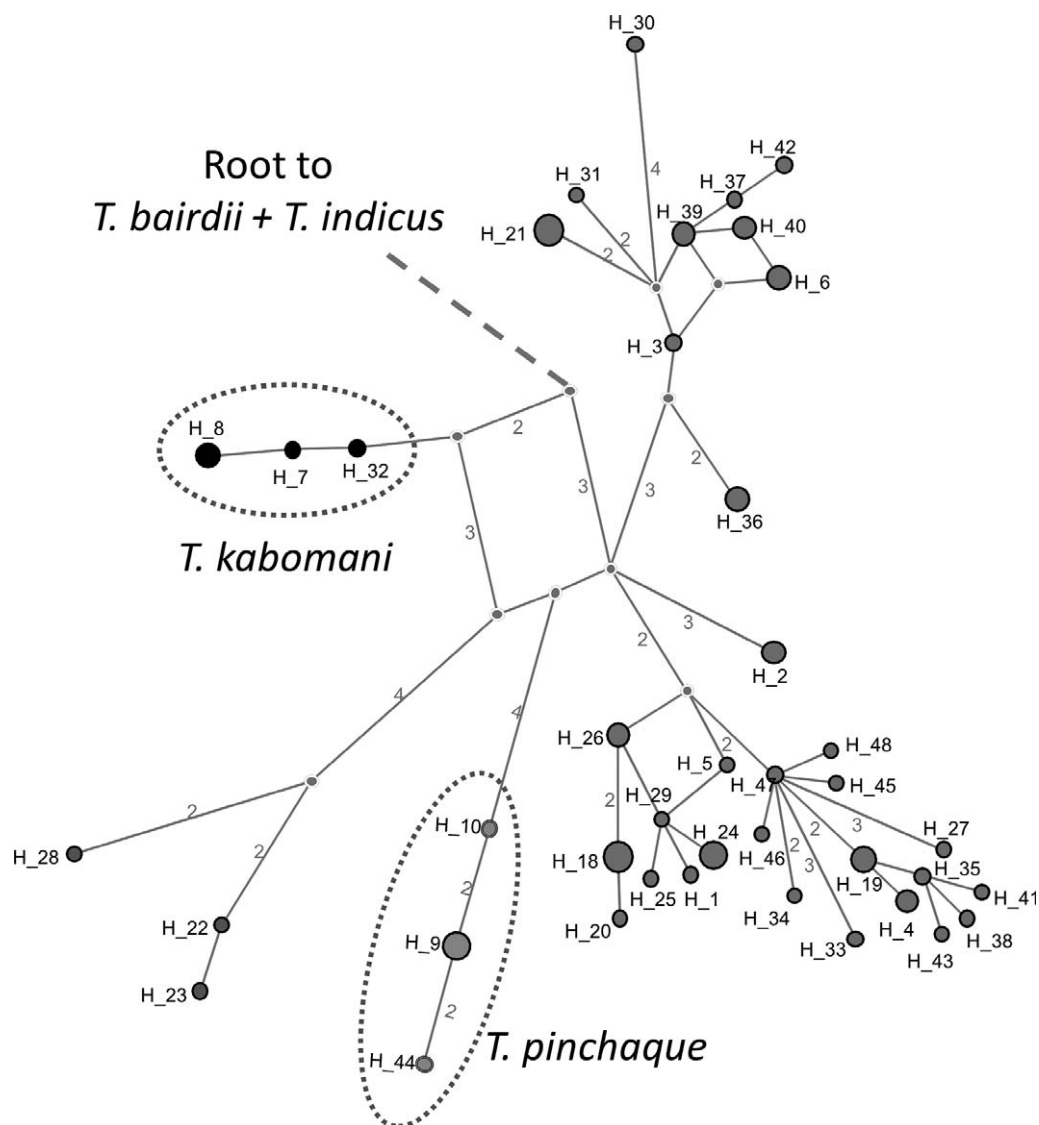 H_30
H_42
H_31
H_37
4
Root to
T. bairdii + T. indicus
H_39
H_40
H_21
2
2
H_6
H_3
H_8
2
2
H_7
H_32
3
3
H_36
T. kabomani
3
3
2
H_2
4
4
H_26
2
H_5
H_48
H_47
H_45
2
H_29
H_10
2
H_24
H_46
2
2
3
H_27
H_28
2
H_18
3
H_35
H_19
H_41
H_25
H_1
H_22
2
H_34
H_4
H_38
H_9
H_20
H_33
H_43
H_23
2
H_44
T. pinchaque